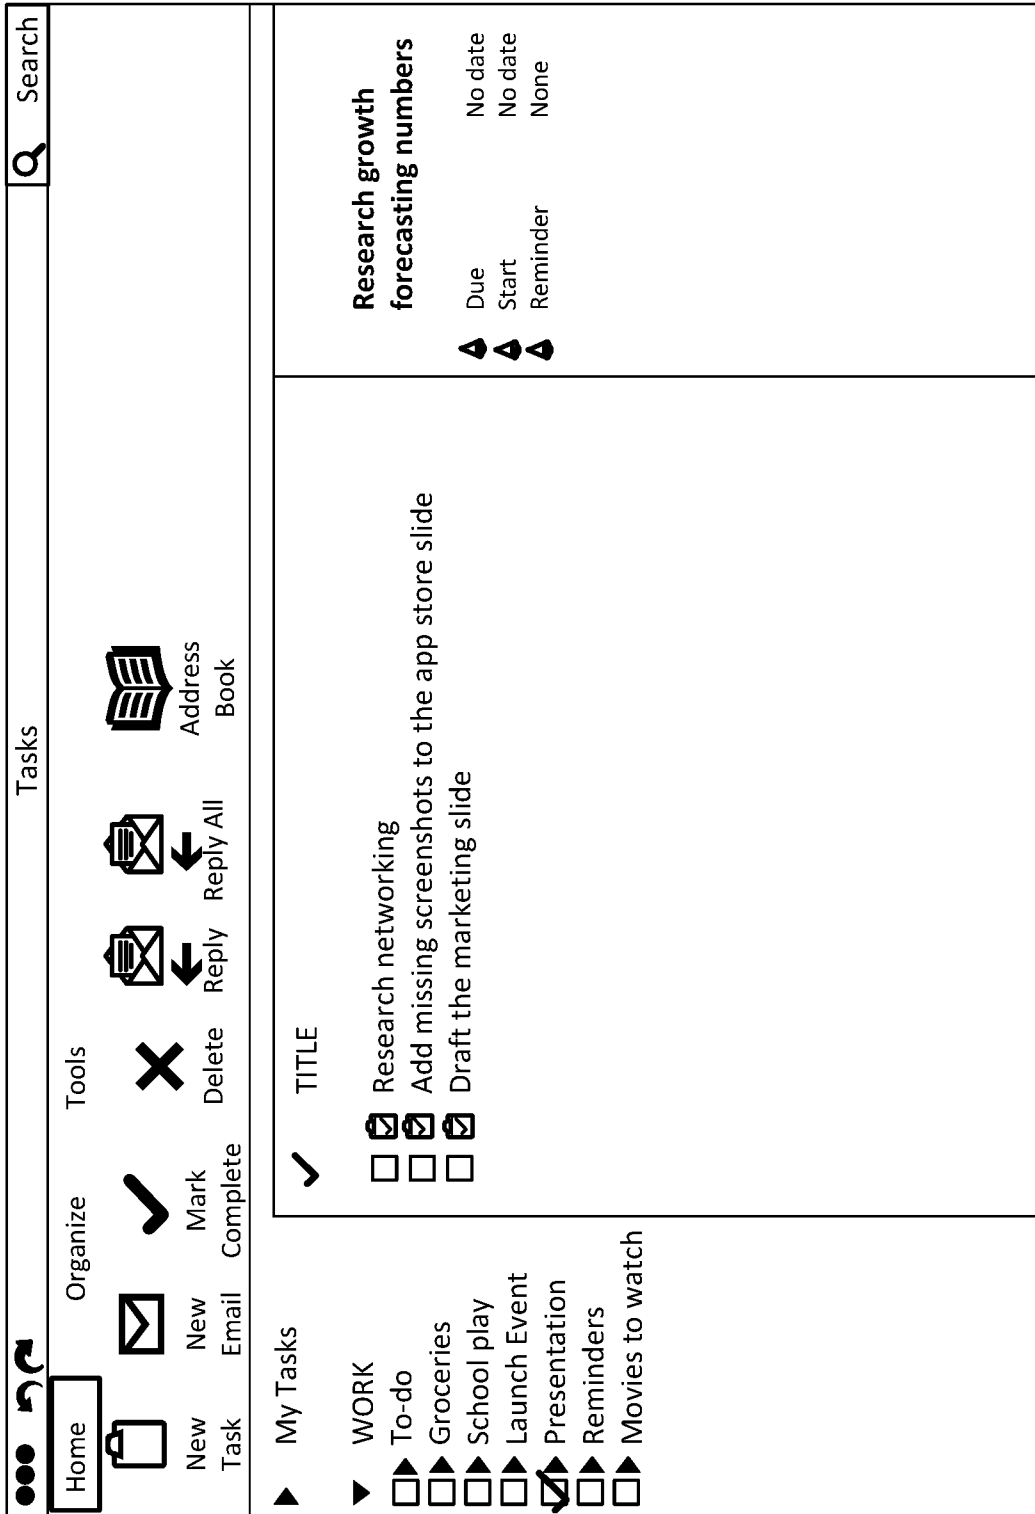 Tasks
Search
Home
Organize
Tools
New
Task
New
Email
Mark
Complete
Delete
Reply
Reply All
Address
Book
My Tasks
WORK
To-do
Groceries
School play
Launch Event
Presentation
Reminders
Movies to watch
TITLE
Research networking
Add missing screenshots to the app store slide
Draft the marketing slide
Research growth
forecasting numbers
Due No date
Start No date
Reminder None